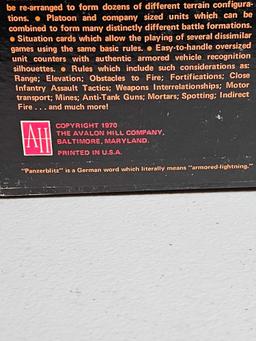 be re-arranged to form dozens of different terrain configura-
tions. • Platoon and company sized units which can be
combined to form many distinctly different battle formations.
• Situation cards which allow the playing of several dissimilar
games using the same basic rules. • Easy-to-handle oversized
unit counters with authentic armored vehicle recognition
silhouettes. • Rules which include such considerations as:
Range; Elevation; Obstacles to Fire; Fortifications; Close
Infantry Assault Tactics; Weapons Interrelationships; Motor
transport; Mines; Anti-Tank Guns; Mortars; Spotting; Indirect
Fire . . . and much more!
AH
COPYRIGHT 1970
THE AVALON HILL COMPANY,
BALTIMORE, MARYLAND.
PRINTED IN U.S.A.
"Panzerblitz" is a German word which literally means "armored-lightning."